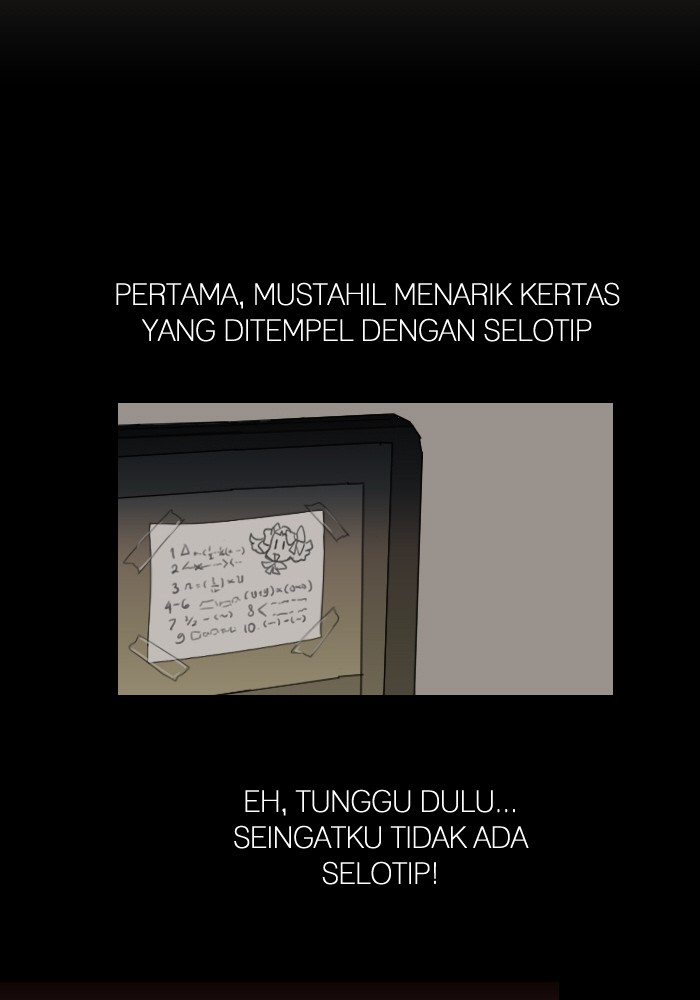 PERTAMA, MUSTAHIL MENARIK KERTAS
YANG DITEMPEL DENGAN SELOTIP
EH, TUNGGU DULU...
SEINGATKU TIDAK ADA
SELOTIP!